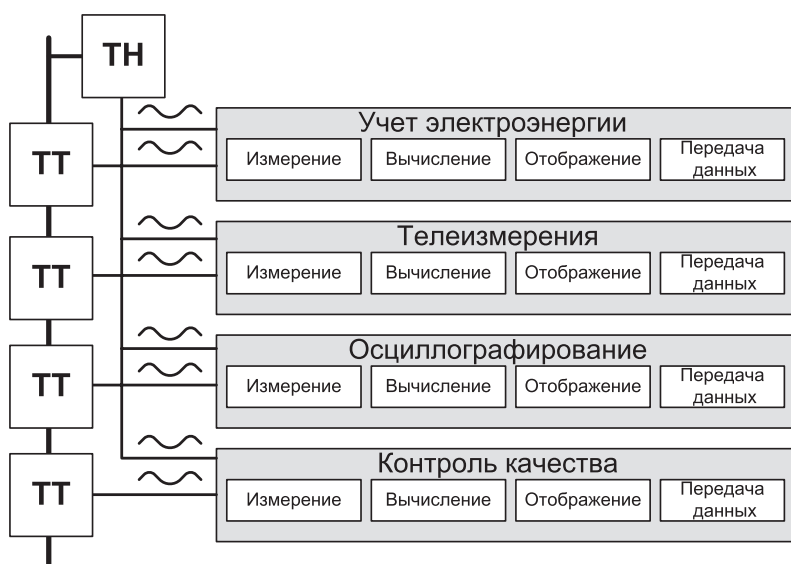 ТН
Учет электроэнергии
ТТ
Измерение
Вычисление
Отображение
Передача
данных
Телеизмерения
ТТ
Измерение
Вычисление
Отображение
Передача
данных
Осциллографирование
ТТ
Измерение
Вычисление
Отображение
Передача
данных
Контроль качества
ТТ
Измерение
Вычисление
Отображение
Передача
данных